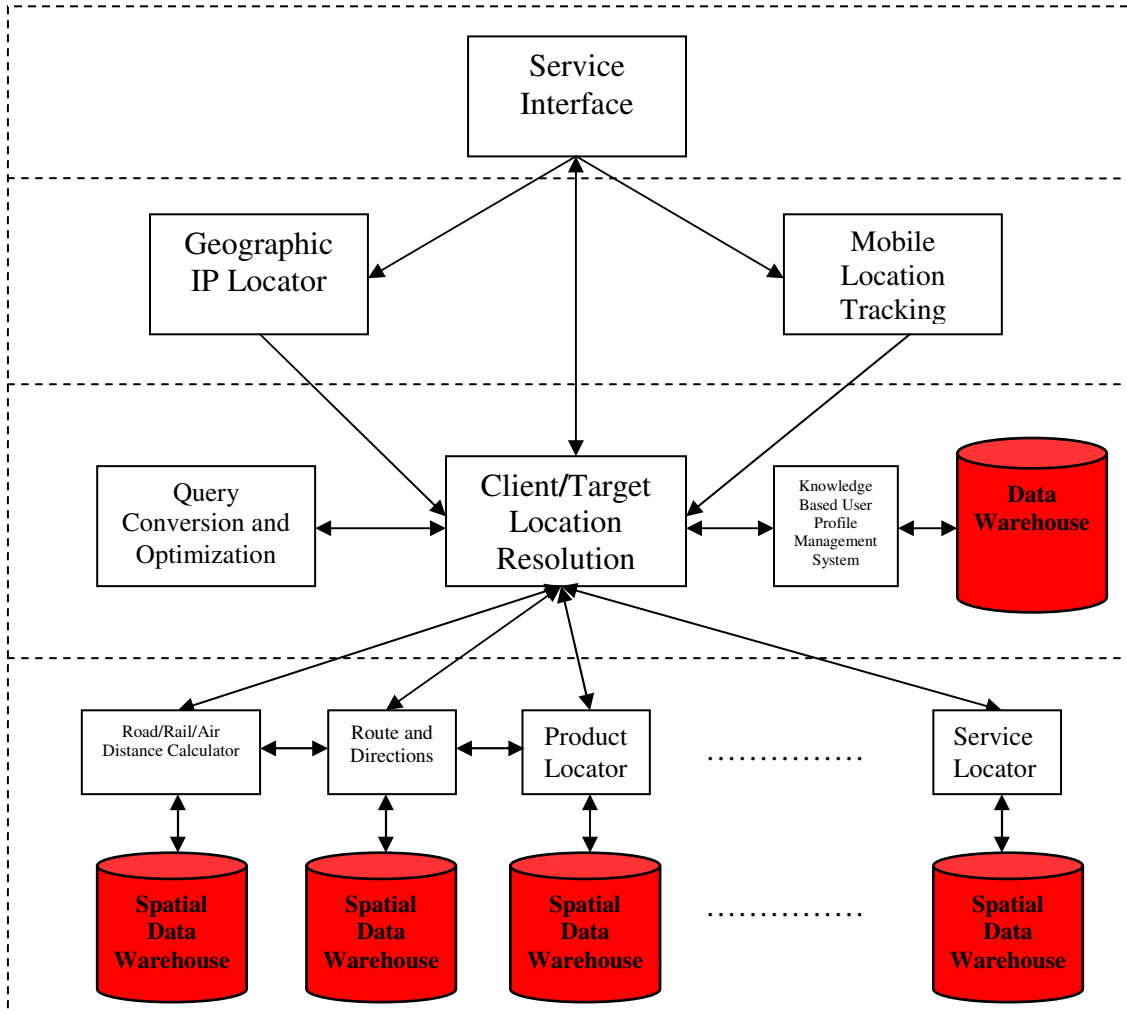 Service
Interface
Geographic
IP Locator
Mobile
Location
Tracking
Query
Conversion and
Optimization
Client/Target
Location
Resolution
Knowledge
Based User
Profile
Management
System
Data
Warehouse
Road/Rail/Air
Distance Calculator
Route and
Directions
Product
Locator
...............
Service
Locator
Spatial
Data
Warehouse
Spatial
Data
Warehouse
Spatial
Data
Warehouse
...............
Spatial
Data
Warehouse